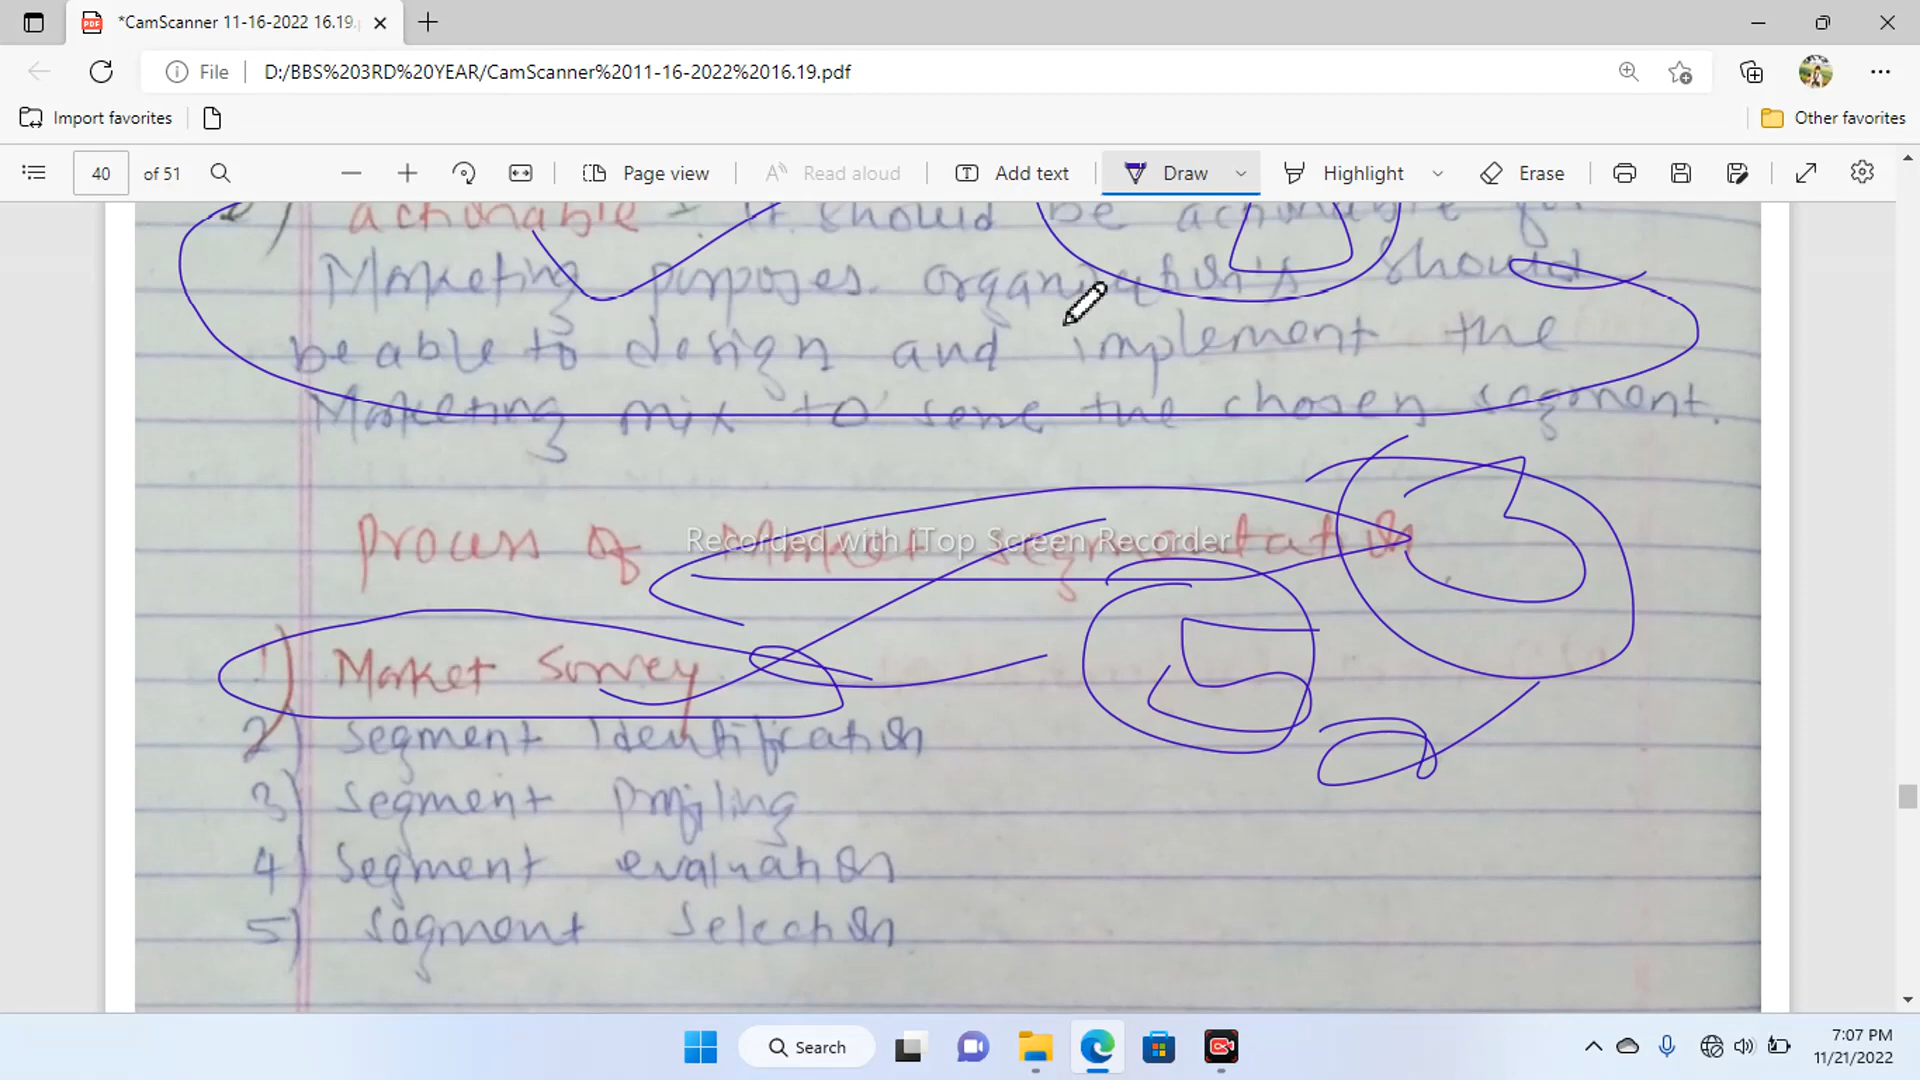 *CamScanner 11-16-2022 16.19.
File D:/BBS%203RD%20YEAR/CamScanner%2011-16-2022%2016.19.pdf
Import favorites Other favorites
40 of 51 Page view Read aloud Add text Draw Highlight Erase
actionable : it should be actionable for
Marketing purposes. organization's should
be able to design and implement the
Marketing mix to serve the chosen segment.
Process of Market segmentation
Recorded with iTop Screen Recorder
1) Market Survey
2) segment Identification
3) segment profiling
4) segment evaluation
5) segment selection
Search
7:07 PM
11/21/2022